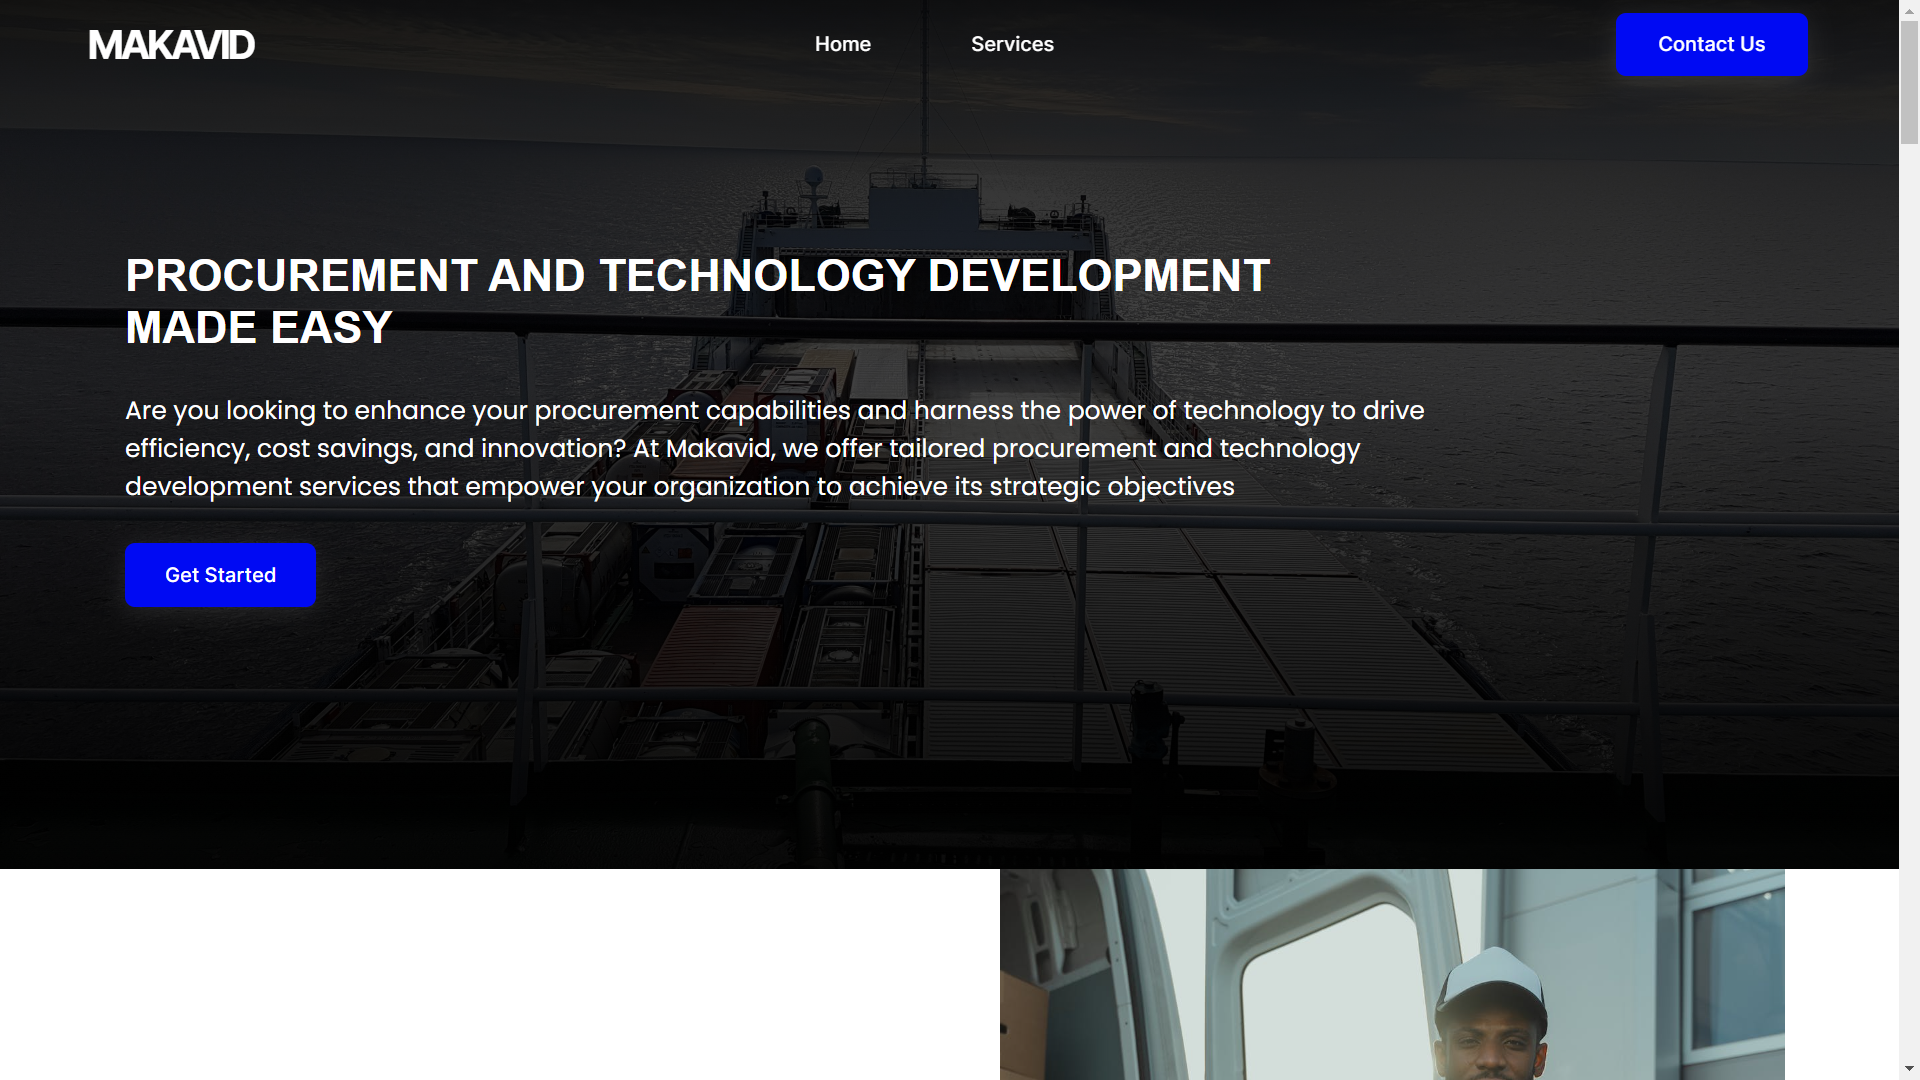 MAKAVID
Home
Services
Contact Us
PROCUREMENT AND TECHNOLOGY DEVELOPMENT
MADE EASY
Are you looking to enhance your procurement capabilities and harness the power of technology to drive
efficiency, cost savings, and innovation? At Makavid, we offer tailored procurement and technology
development services that empower your organization to achieve its strategic objectives
Get Started